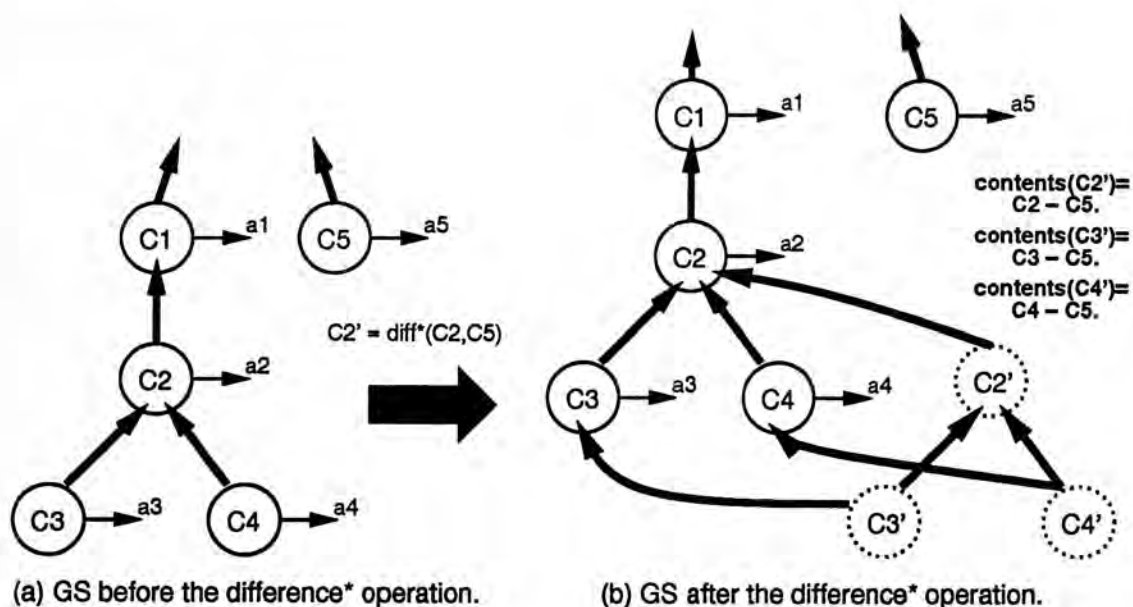 C1 a1
C5 a5
C2 a2
C3 a3
C4 a4
(a) GS before the difference* operation.
C2' = diff*(C2,C5)
C1 a1
C5 a5
contents(C2')=
C2 – C5.
contents(C3')=
C3 – C5.
contents(C4')=
C4 – C5.
C2 a2
C3 a3
C4 a4
C2'
C3'
C4'
(b) GS after the difference* operation.